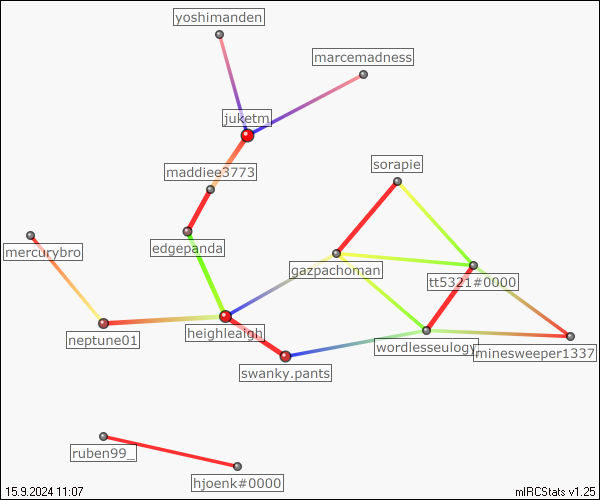 yoshimanden
marcemadness
juketm
sorapie
maddiee3773
mercurybro
edgepanda
gazpachoman
tt5321#0000
neptune01
heighleaigh
wordlesseulogy
minesweeper1337
swanky.pants
ruben99_
hjoenk#0000
15.9.2024 11:07
mIRCStats v1.25